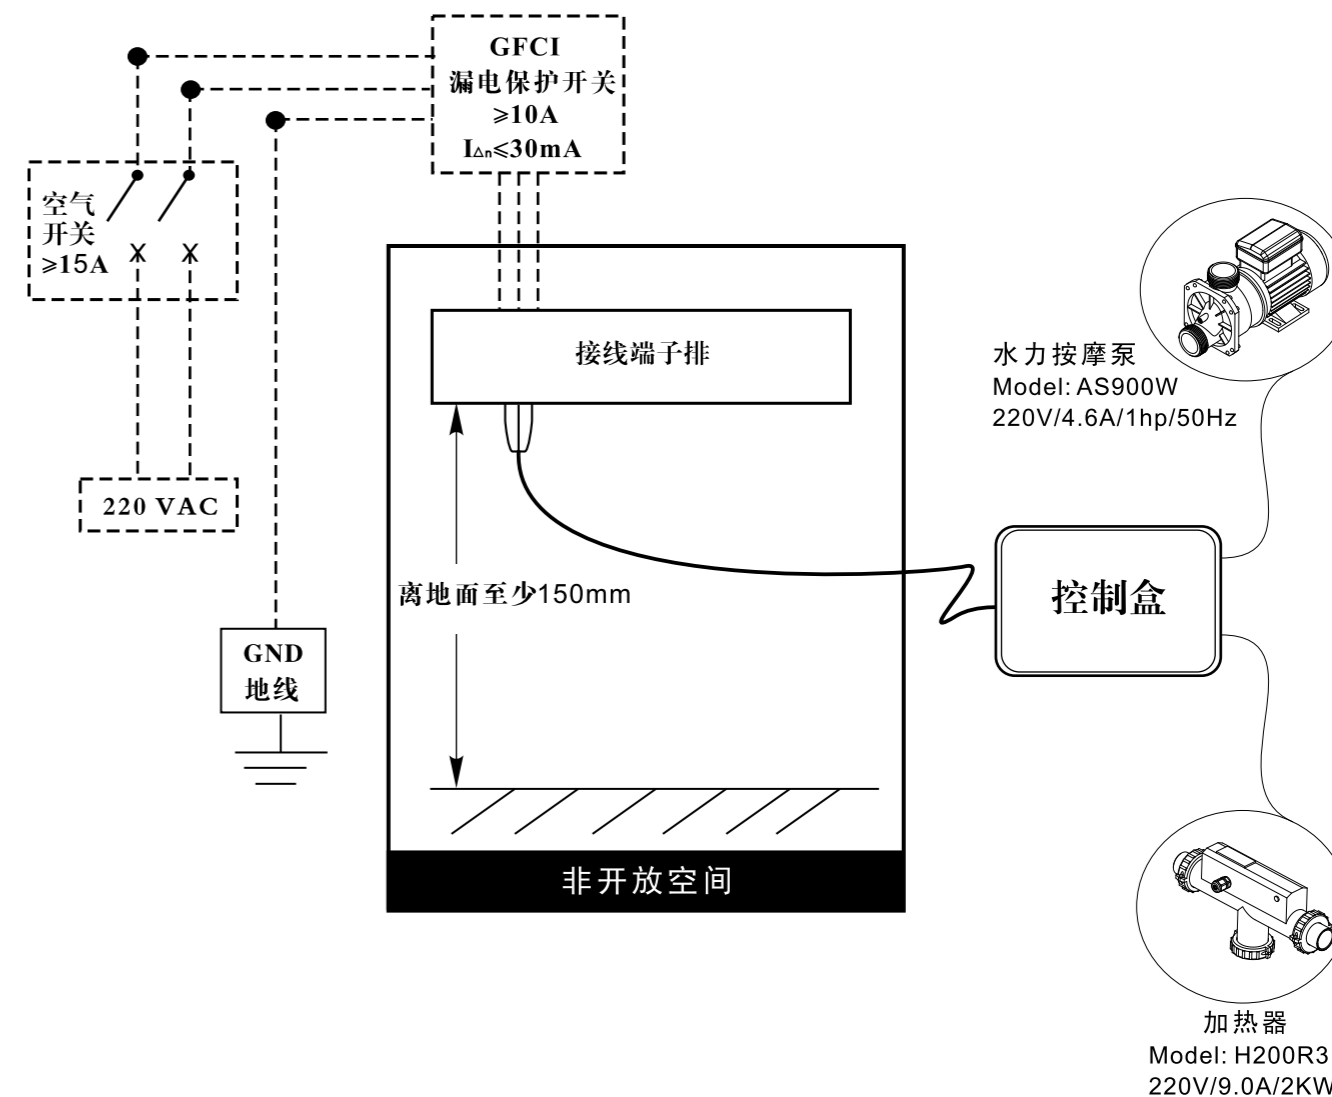 GFCI
漏电保护开关
≥10A
I△n≤30mA
空气
开关
≥15A
220 VAC
GND
地线
接线端子排
离地面至少150mm
非开放空间
水力按摩泵
Model: AS900W
220V/4.6A/1hp/50Hz
控制盒
加热器
Model: H200R3
220V/9.0A/2KW